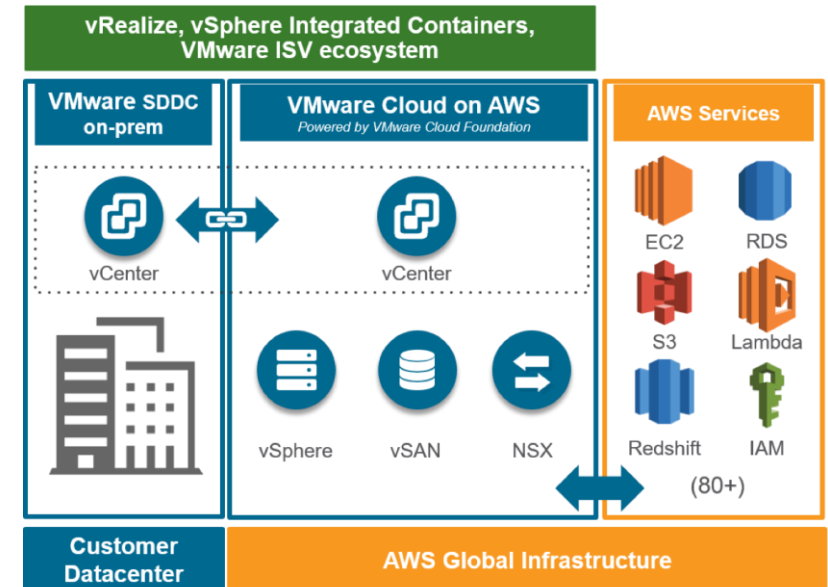 vRealize, vSphere Integrated Containers,
VMware ISV ecosystem
VMware SDDC
on-prem
VMware Cloud on AWS
Powered by VMware Cloud Foundation
AWS Services
vCenter
vCenter
EC2
RDS
S3
Lambda
vSphere
vSAN
NSX
Redshift
IAM
(80+)
Customer
Datacenter
AWS Global Infrastructure